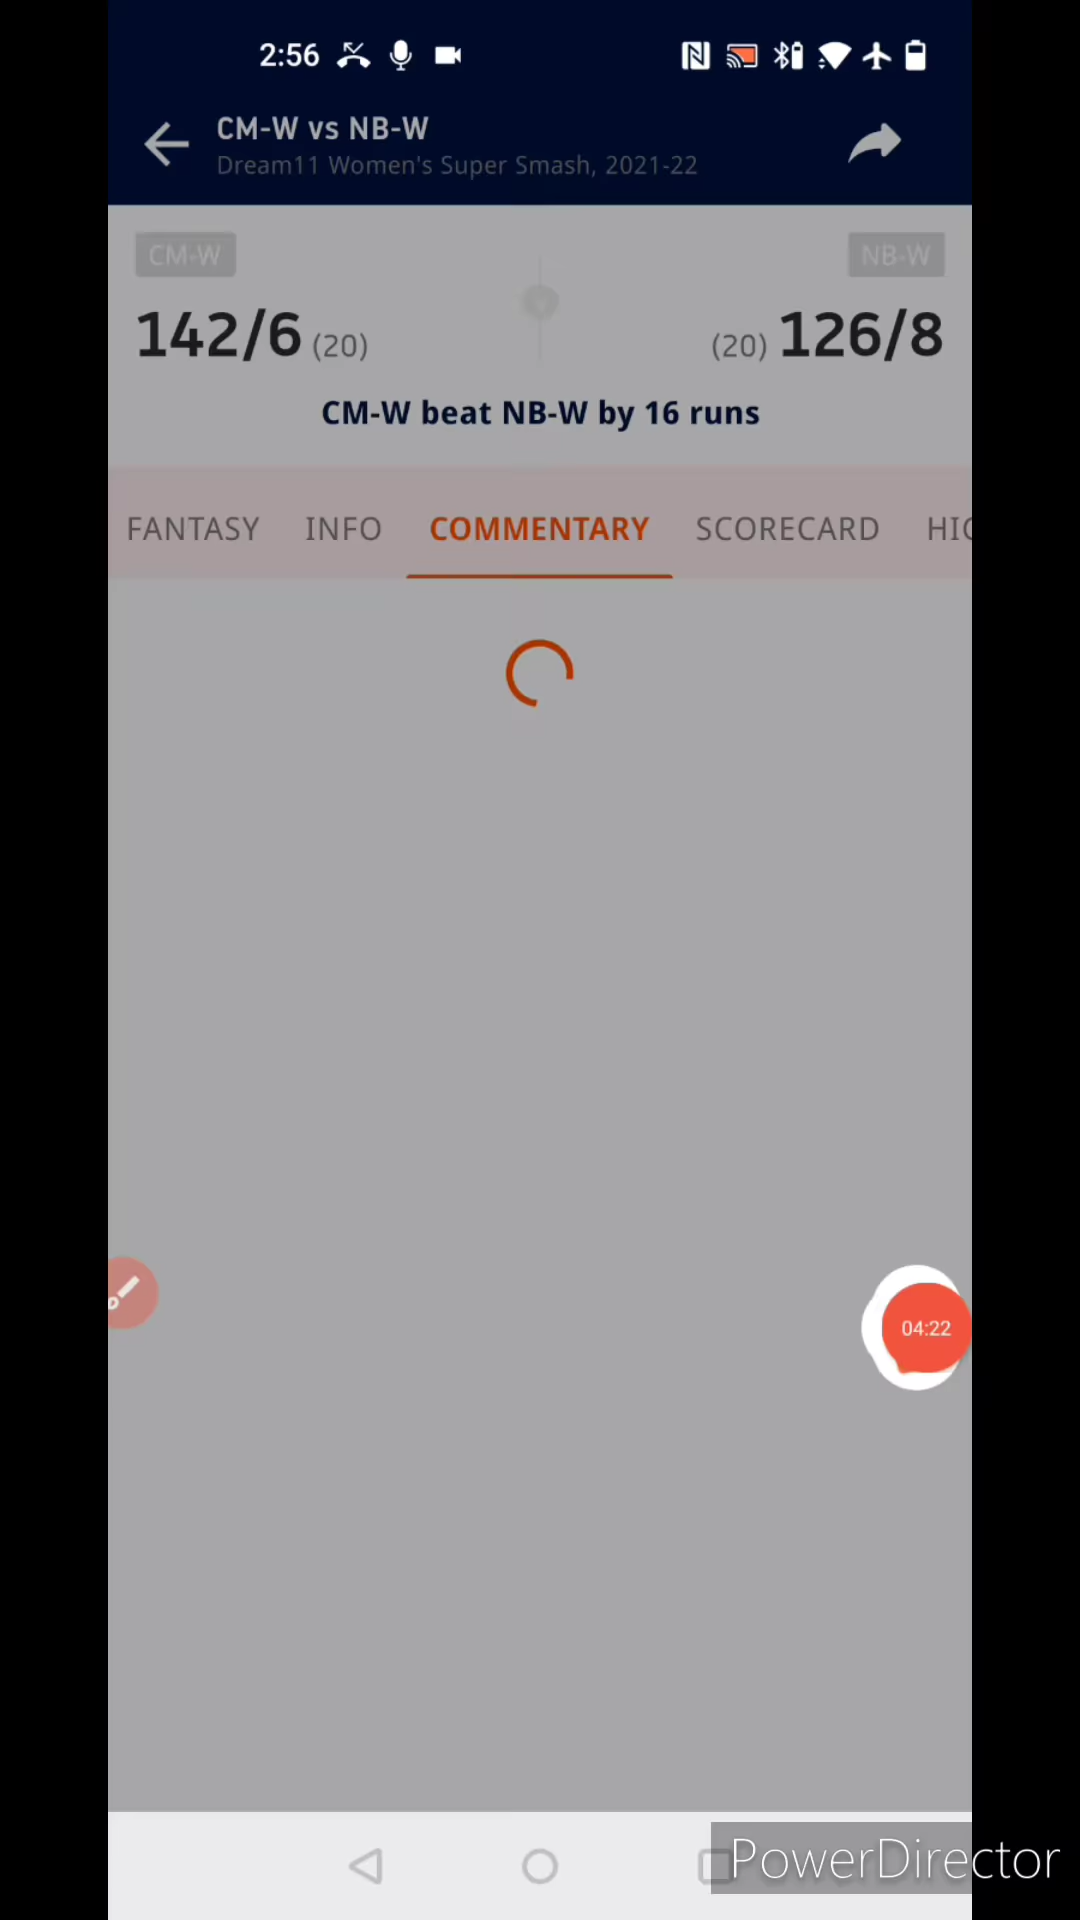 2:56
CM-W vs NB-W
Dream11 Women's Super Smash, 2021-22
CM-W NB-W
142/6 (20) (20) 126/8
CM-W beat NB-W by 16 runs
FANTASY INFO COMMENTARY SCORECARD HIG
04:22
PowerDirector